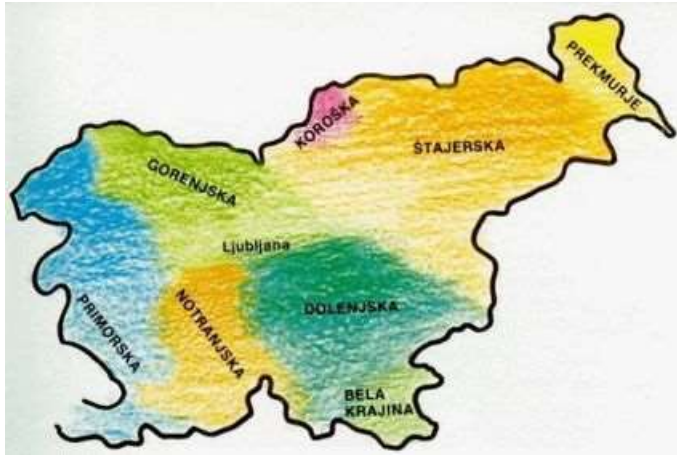 PREKMURJE
KOROŠKA
ŠTAJERSKA
GORENJSKA
Ljubljana
PRIMORSKA
NOTRANJSKA
DOLENJSKA
BELA
KRAJINA